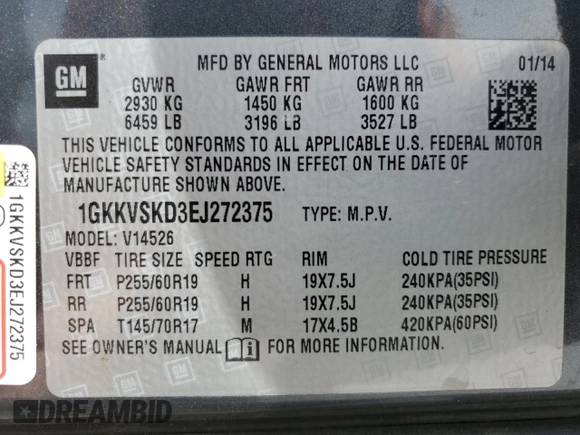 GM
MFD BY GENERAL MOTORS LLC 01/14
GVWR GAWR FRT GAWR RR
2930 KG 1450 KG 1600 KG
6459 LB 3196 LB 3527 LB
THIS VEHICLE CONFORMS TO ALL APPLICABLE U.S. FEDERAL MOTOR
VEHICLE SAFETY STANDARDS IN EFFECT ON THE DATE OF
MANUFACTURE SHOWN ABOVE.
1GKKVSKD3EJ272375 TYPE: M.P.V.
MODEL: V14526
VBBF TIRE SIZE SPEED RTG RIM COLD TIRE PRESSURE
FRT P255/60R19 H 19X7.5J 240KPA(35PSI)
RR P255/60R19 H 19X7.5J 240KPA(35PSI)
SPA T145/70R17 M 17X4.5B 420KPA(60PSI)
SEE OWNER'S MANUAL FOR MORE INFORMATION.
1GKKVSKD3EJ272375
DREAMBID